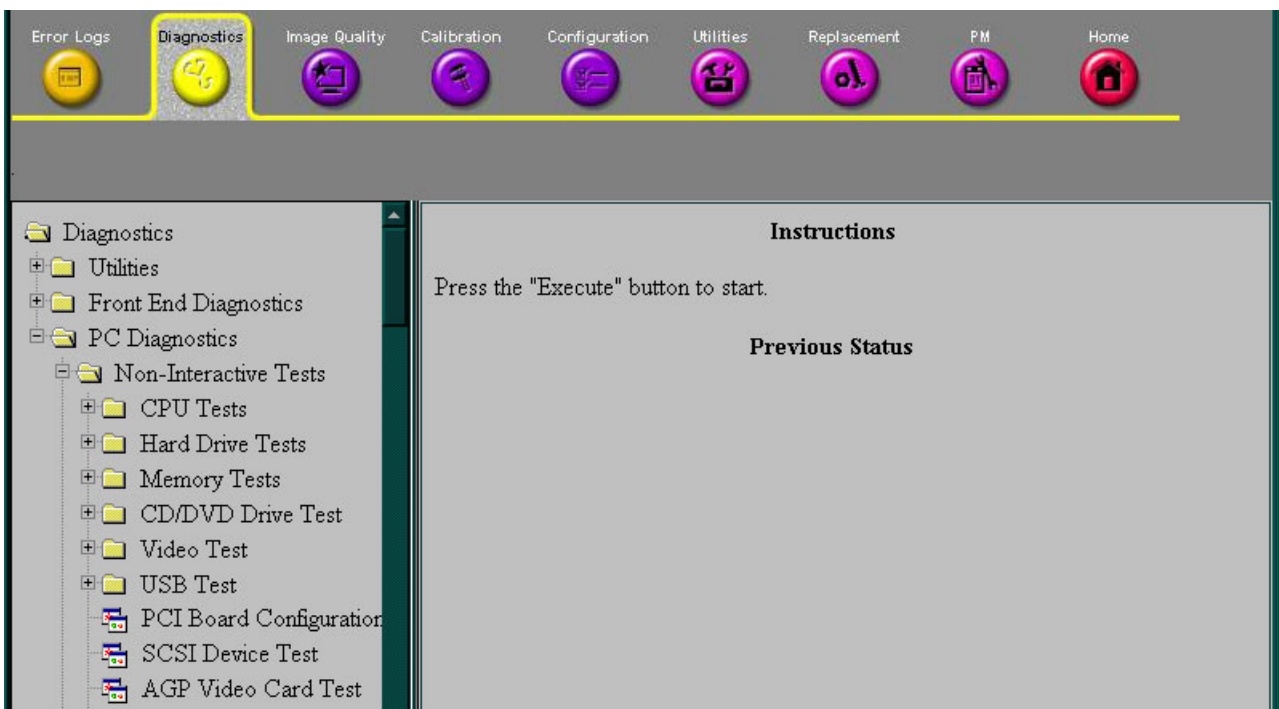 Error Logs Diagnostics Image Quality Calibration Configuration Utilities Replacement PM Home
Diagnostics
Utilities
Front End Diagnostics
PC Diagnostics
Non-Interactive Tests
CPU Tests
Hard Drive Tests
Memory Tests
CD/DVD Drive Test
Video Test
USB Test
PCI Board Configuration
SCSI Device Test
AGP Video Card Test
Instructions
Press the "Execute" button to start.
Previous Status